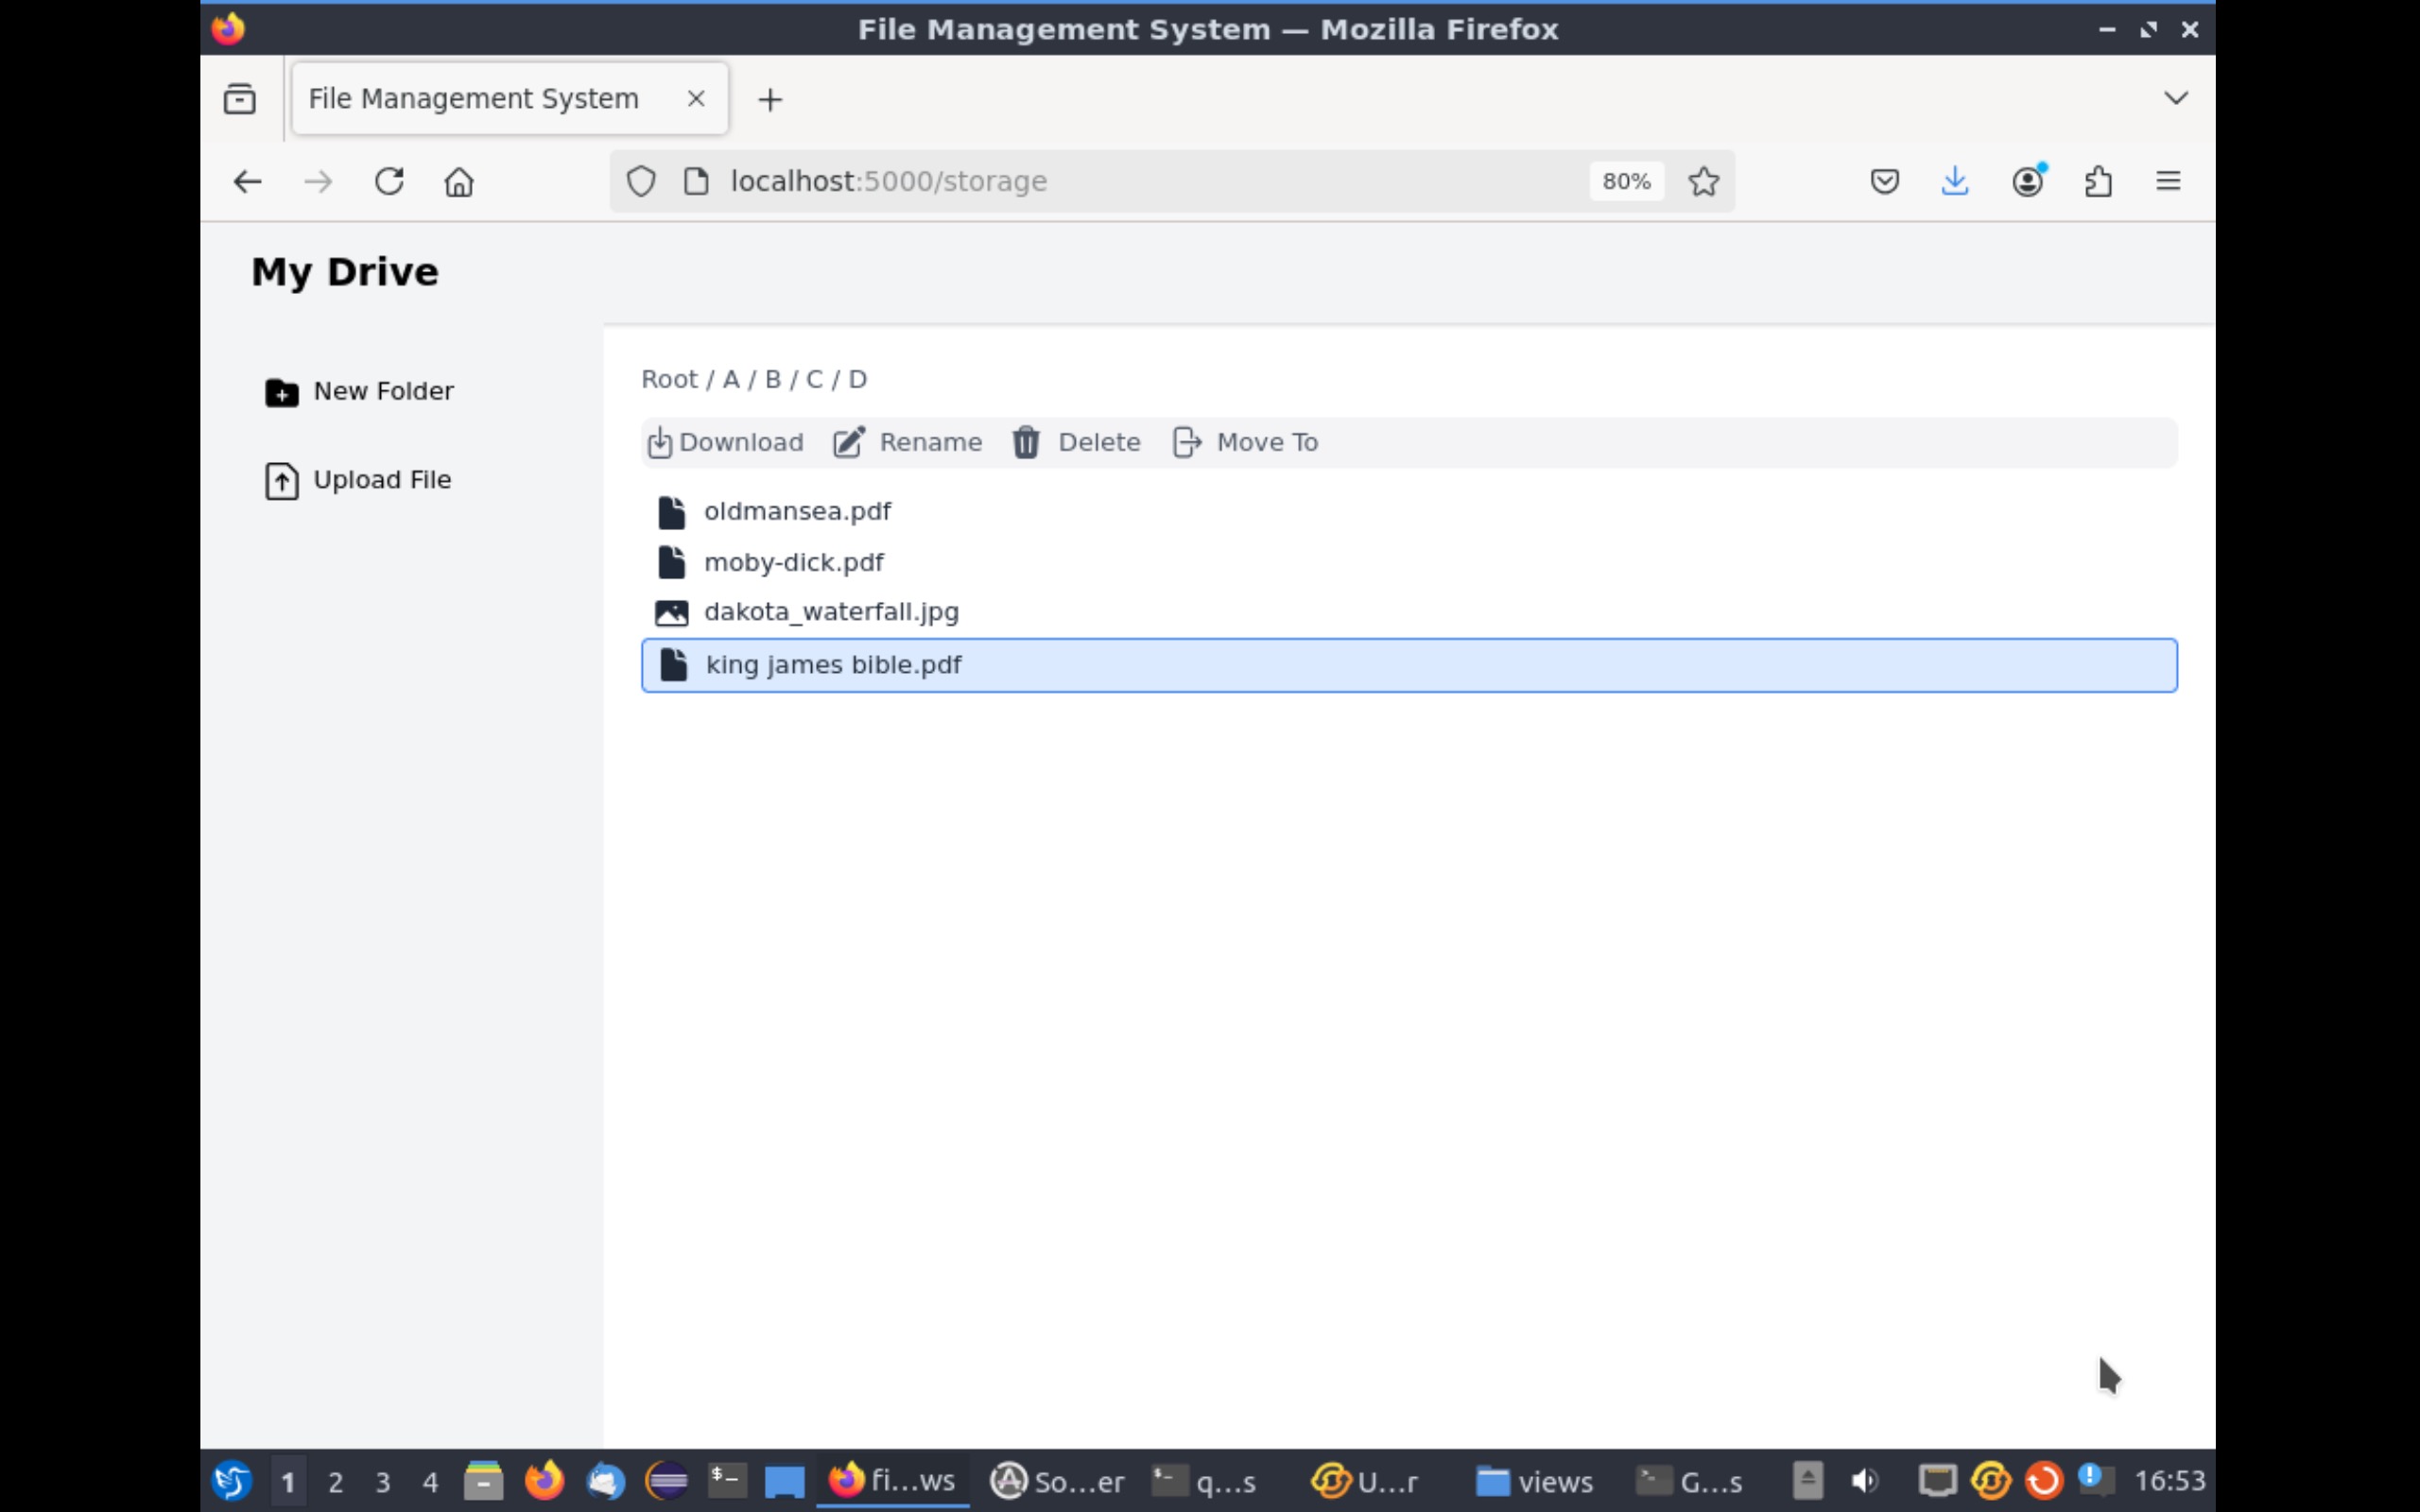 File Management System — Mozilla Firefox
File Management System
localhost:5000/storage 80%
My Drive
New Folder
Upload File
Root / A / B / C / D
Download Rename Delete Move To
oldmansea.pdf
moby-dick.pdf
dakota_waterfall.jpg
king james bible.pdf
1 2 3 4 $_ fi...ws So...er q...s U...r views G...s 16:53